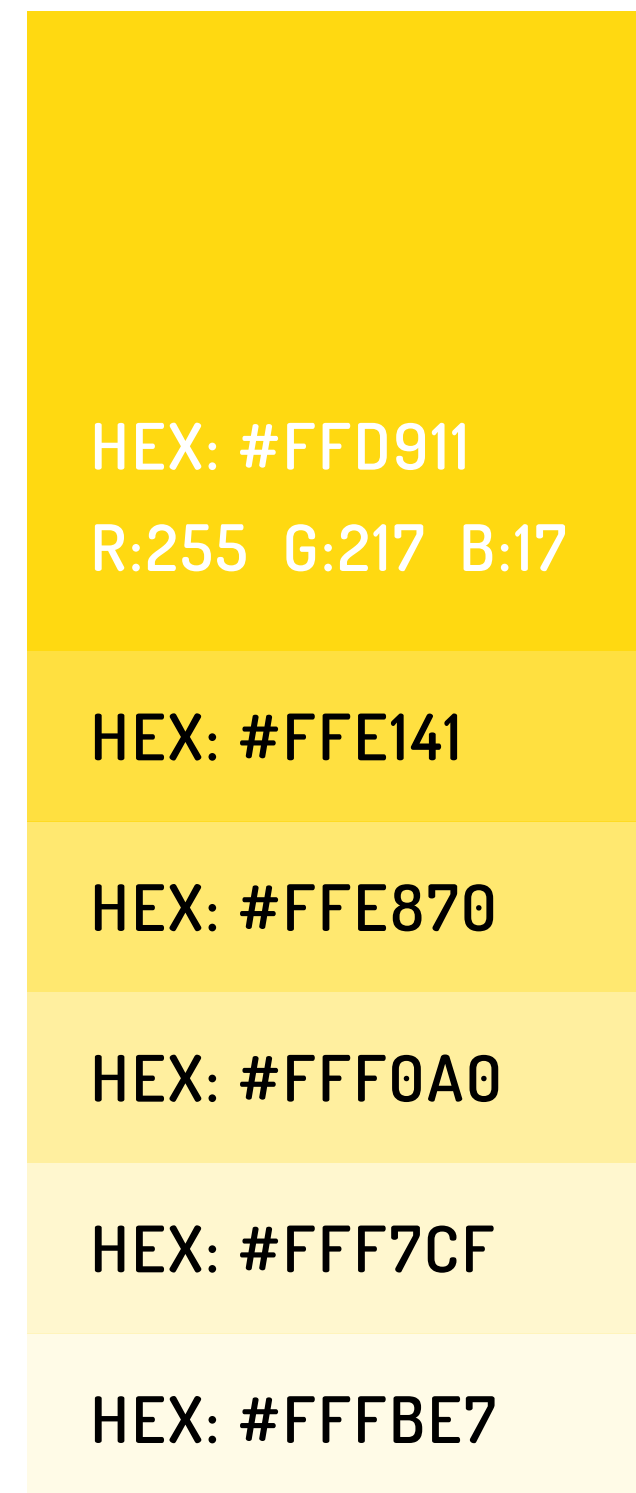 HEX: #FFD911
R:255 G:217 B:17
HEX: #FFE141
HEX: #FFE870
HEX: #FFF0A0
HEX: #FFF7CF
HEX: #FFFBE7